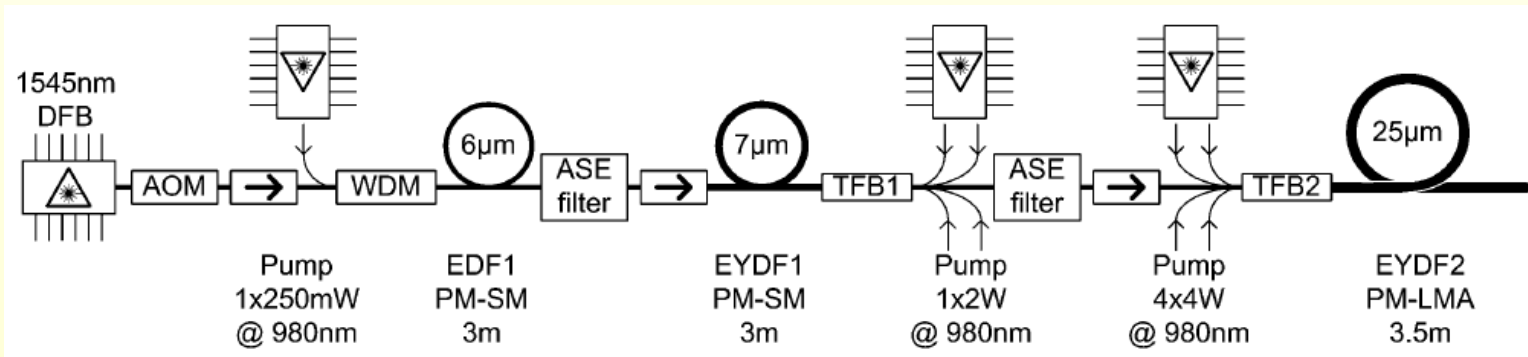 1545nm
DFB
AOM
WDM
6µm
ASE
filter
7µm
TFB1
ASE
filter
TFB2
25µm
Pump
1x250mW
@ 980nm
EDF1
PM-SM
3m
EYDF1
PM-SM
3m
Pump
1x2W
@ 980nm
Pump
4x4W
@ 980nm
EYDF2
PM-LMA
3.5m